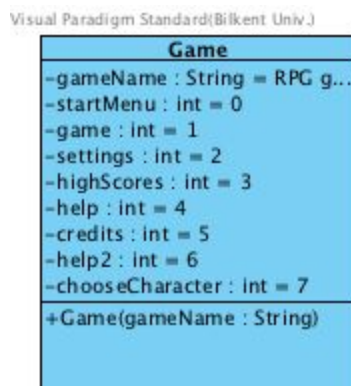 Visual Paradigm Standard(Bilkent Univ.)
Game
-gameName : String = RPG g...
-startMenu : int = 0
-game : int = 1
-settings : int = 2
-highScores : int = 3
-help : int = 4
-credits : int = 5
-help2 : int = 6
-chooseCharacter : int = 7
+Game(gameName : String)